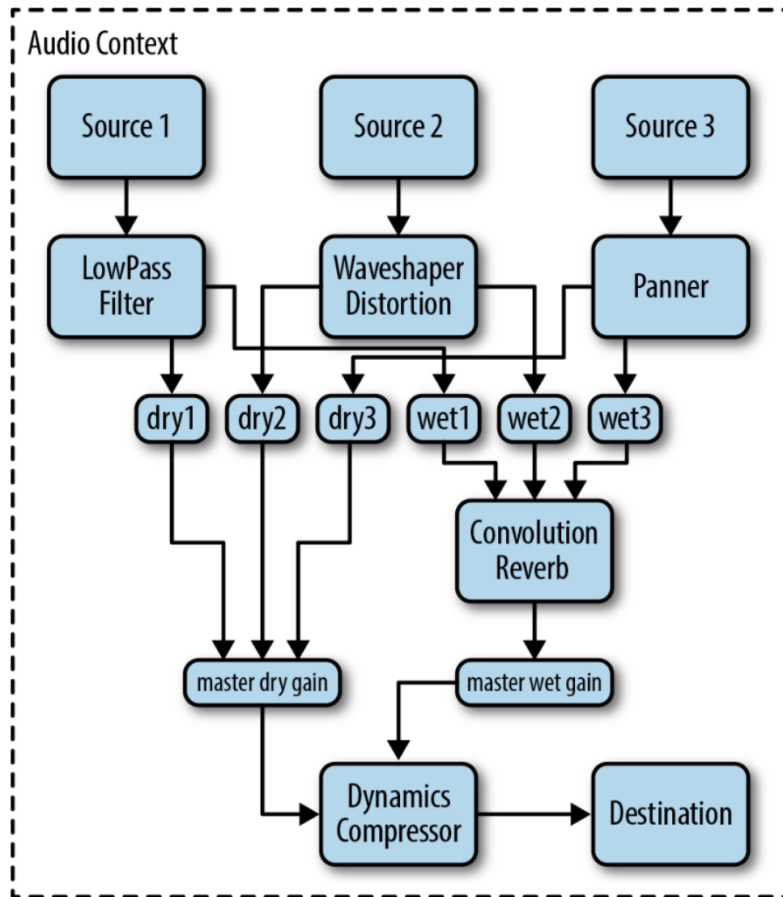 Audio Context
Source 1
Source 2
Source 3
LowPass
Filter
Waveshaper
Distortion
Panner
dry1
dry2
dry3
wet1
wet2
wet3
Convolution
Reverb
master dry gain
master wet gain
Dynamics
Compressor
Destination